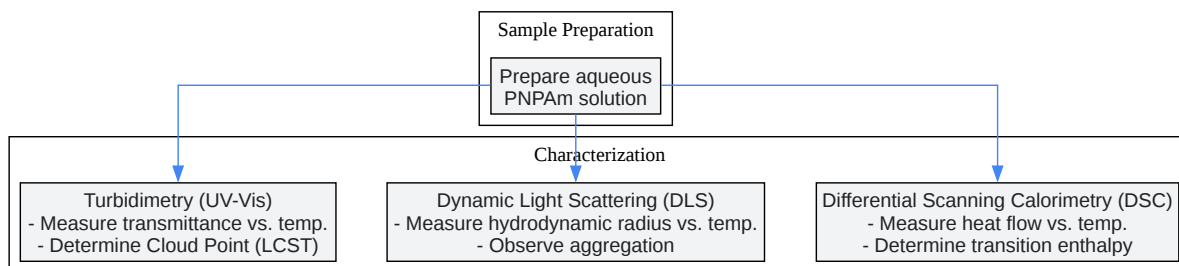 Sample Preparation
Prepare aqueous
PNPAm solution
Characterization
Turbidimetry (UV-Vis)
- Measure transmittance vs. temp.
- Determine Cloud Point (LCST)
Dynamic Light Scattering (DLS)
- Measure hydrodynamic radius vs. temp.
- Observe aggregation
Differential Scanning Calorimetry (DSC)
- Measure heat flow vs. temp.
- Determine transition enthalpy